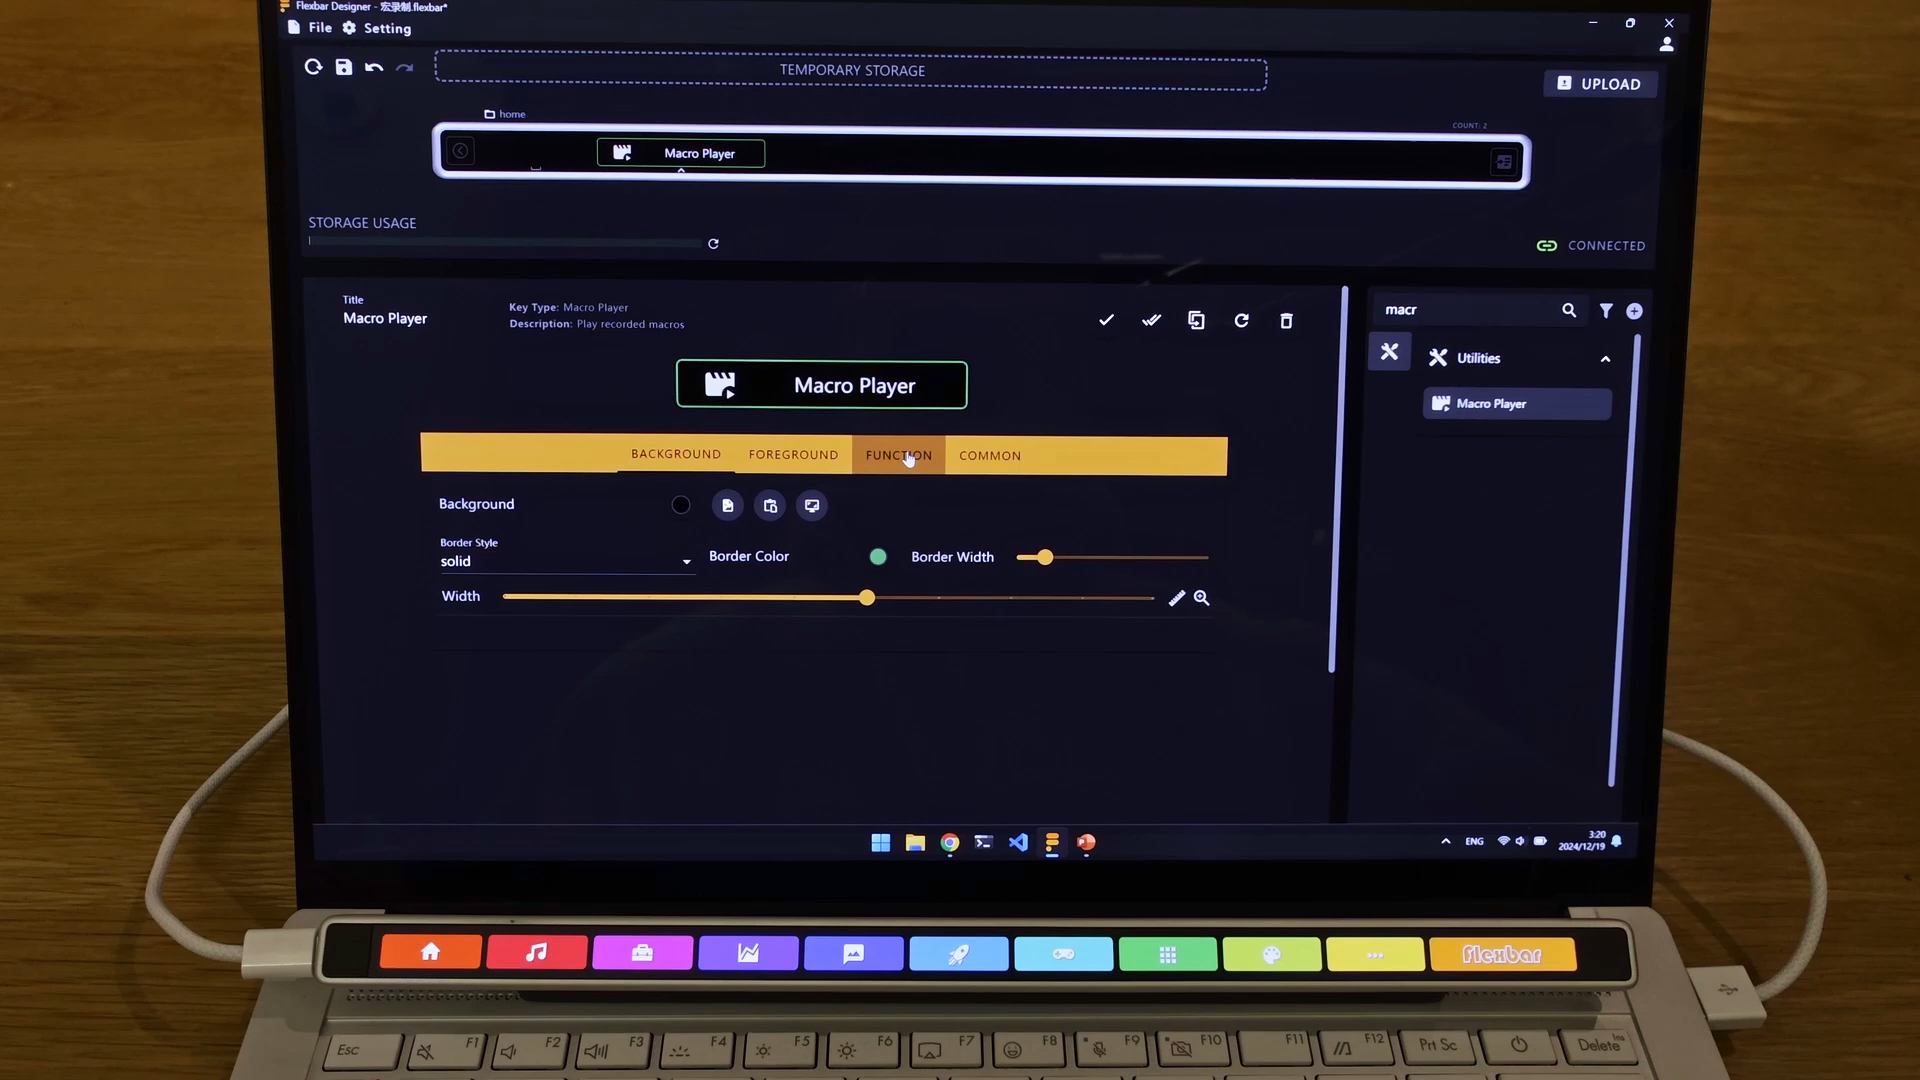 Flexbar Designer - 宏录制.flexbar*
File Setting
TEMPORARY STORAGE
UPLOAD
home
COUNT: 2
Macro Player
STORAGE USAGE
CONNECTED
Title
Macro Player
Key Type: Macro Player
Description: Play recorded macros
macr
Utilities
Macro Player
Macro Player
BACKGROUND FOREGROUND FUNCTION COMMON
Background
Border Style
solid
Border Color
Border Width
Width
ENG
3:20
2024/12/19
flexbar
Esc F1 F2 F3 F4 F5 F6 F7 F8 F9 F10 F11 F12 Prt Sc Delete Ins